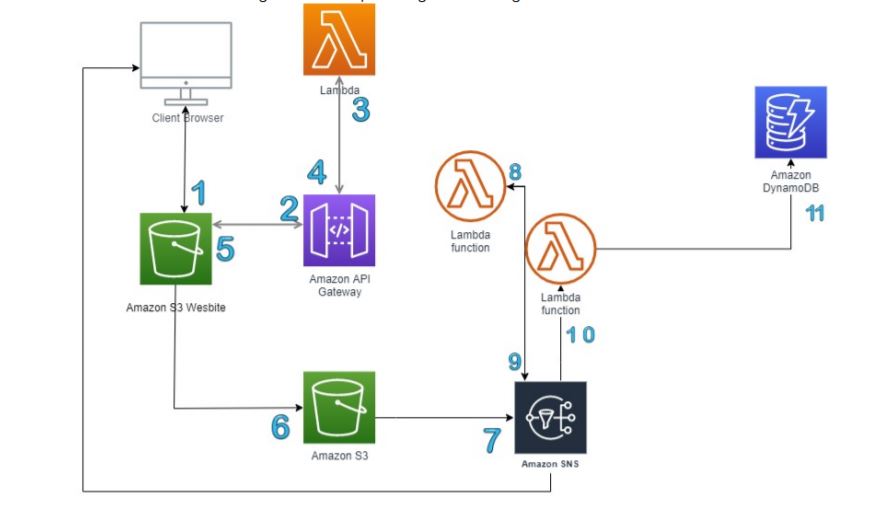 Lambda
3
Client Browser
Amazon
DynamoDB
1
4
8
2
11
Lambda
function
5
Amazon API
Gateway
Lambda
function
Amazon S3 Wesbite
10
9
6
7
Amazon S3
Amazon SNS